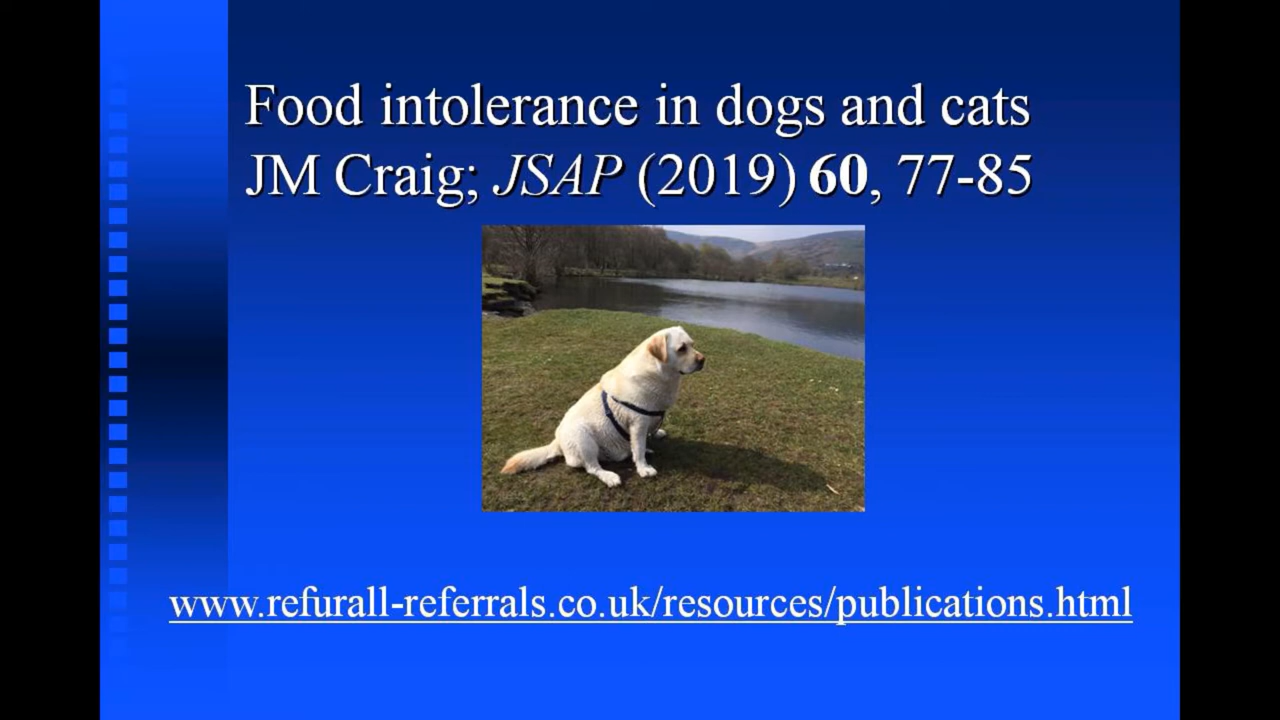 Food intolerance in dogs and cats
JM Craig; JSAP (2019) 60, 77-85
www.refurall-referrals.co.uk/resources/publications.html